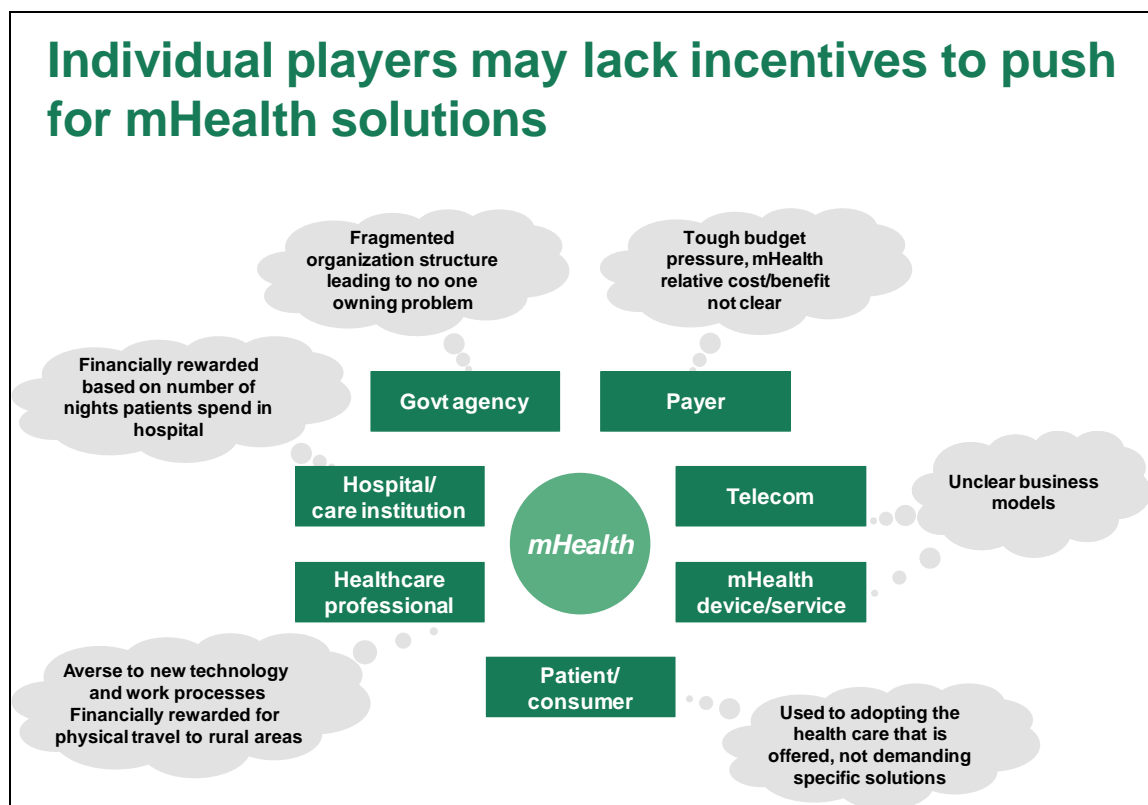 Individual players may lack incentives to push
for mHealth solutions
Fragmented
organization structure
leading to no one
owning problem
Tough budget
pressure, mHealth
relative cost/benefit
not clear
Financially rewarded
based on number of
nights patients spend in
hospital
Govt agency
Payer
Hospital/
care institution
mHealth
Telecom
Unclear business
models
Healthcare
professional
mHealth
device/service
Averse to new technology
and work processes
Financially rewarded for
physical travel to rural areas
Patient/
consumer
Used to adopting the
health care that is
offered, not demanding
specific solutions